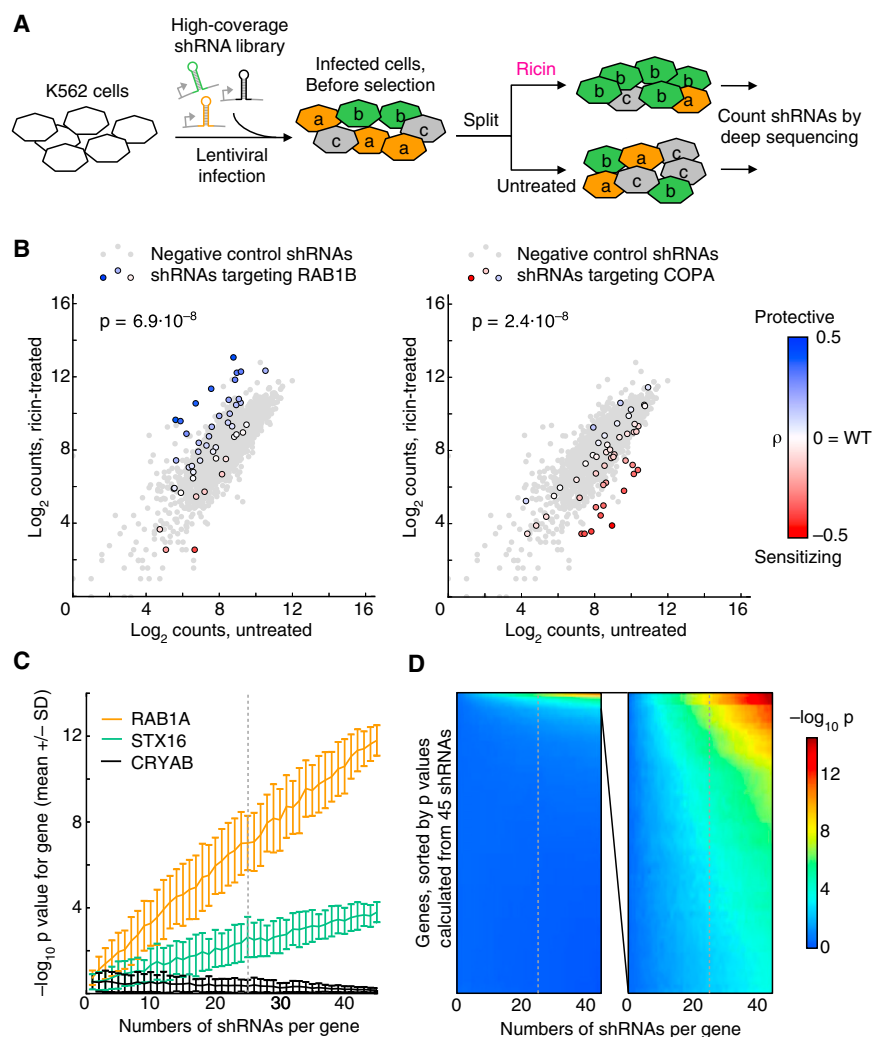 A
K562 cells
High-coverage
shRNA library
Lentiviral
infection
Infected cells,
Before selection
a
b
b
c
a
a
c
Split
Ricin
Untreated
b
b
b
b
c
a
b
a
c
a
c
c
b
Count shRNAs by
deep sequencing
B
Negative control shRNAs
shRNAs targeting RAB1B
p = 6.9·10⁻⁸
Log₂ counts, ricin-treated
16
12
8
4
0
4
8
12
16
Log₂ counts, untreated
Negative control shRNAs
shRNAs targeting COPA
p = 2.4·10⁻⁸
Log₂ counts, ricin-treated
16
12
8
4
0
4
8
12
16
Log₂ counts, untreated
Protective
0.5
ρ
0 = WT
−0.5
Sensitizing
C
−log₁₀ p value for gene (mean +/− SD)
RAB1A
STX16
CRYAB
12
8
4
0
10
20
30
40
Numbers of shRNAs per gene
D
Genes, sorted by p values
calculated from 45 shRNAs
0
20
40
0
20
40
Numbers of shRNAs per gene
−log₁₀ p
12
8
4
0